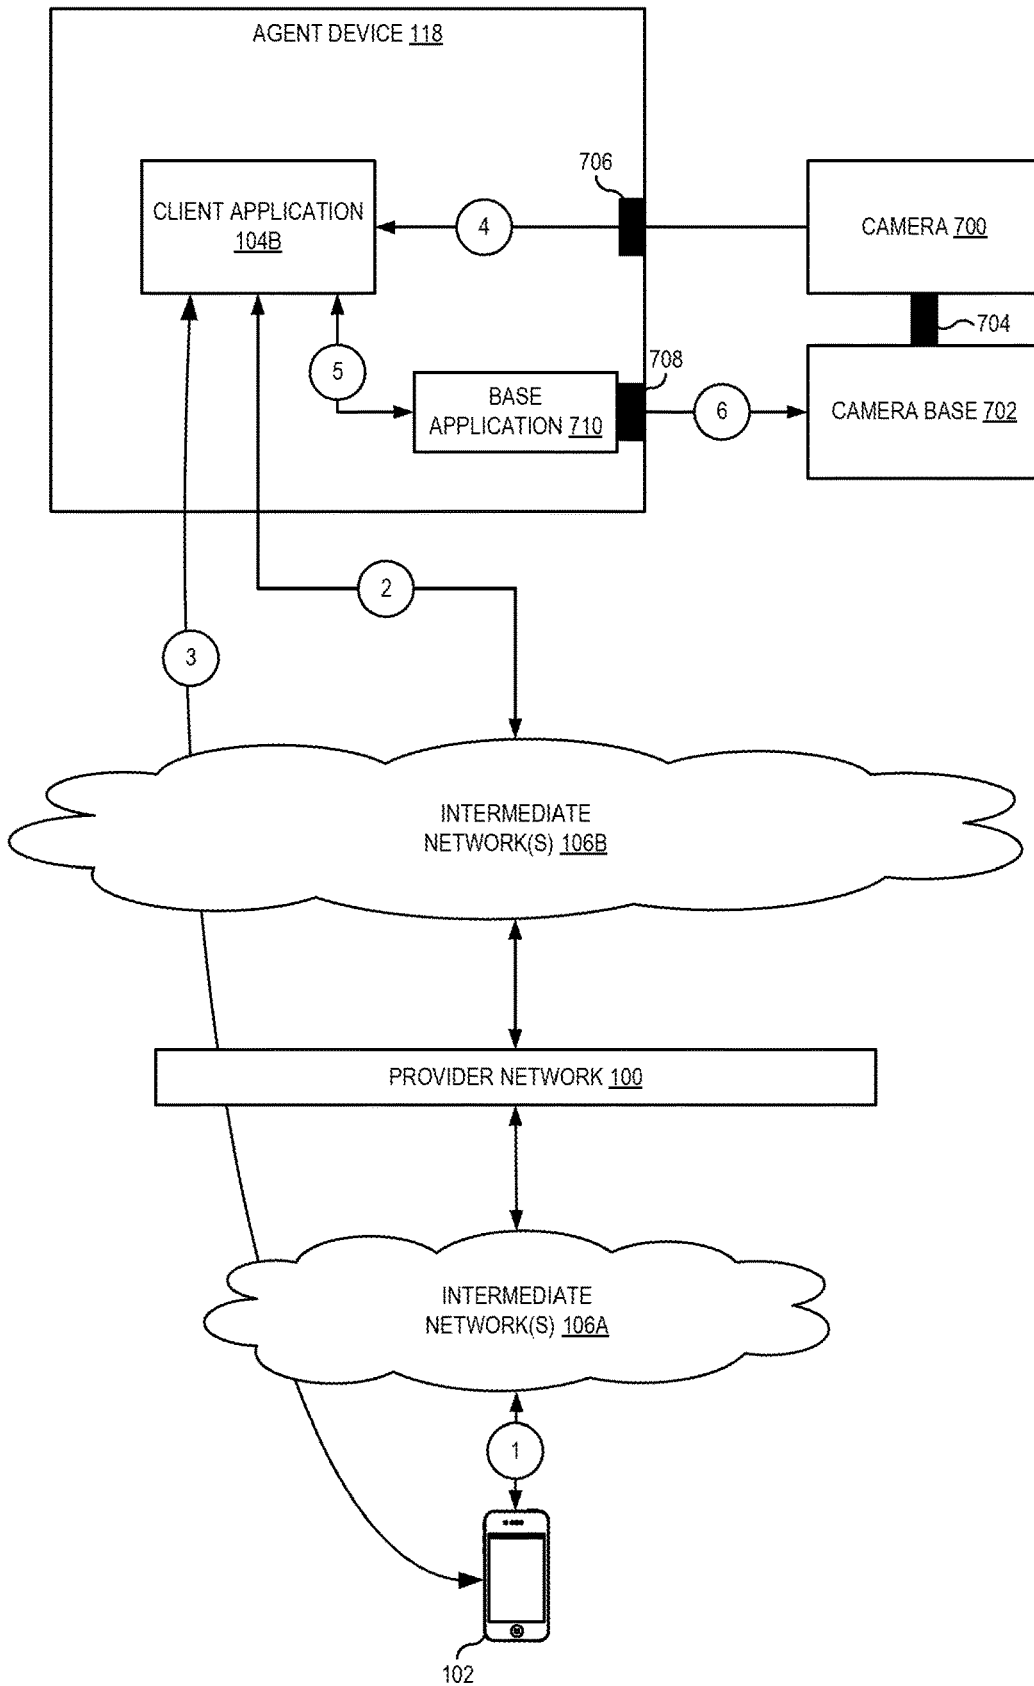 AGENT DEVICE 118
706
CLIENT APPLICATION
104B
4
CAMERA 700
704
5
708
BASE
APPLICATION 710
6
CAMERA BASE 702
2
3
INTERMEDIATE
NETWORK(S) 106B
PROVIDER NETWORK 100
INTERMEDIATE
NETWORK(S) 106A
1
102